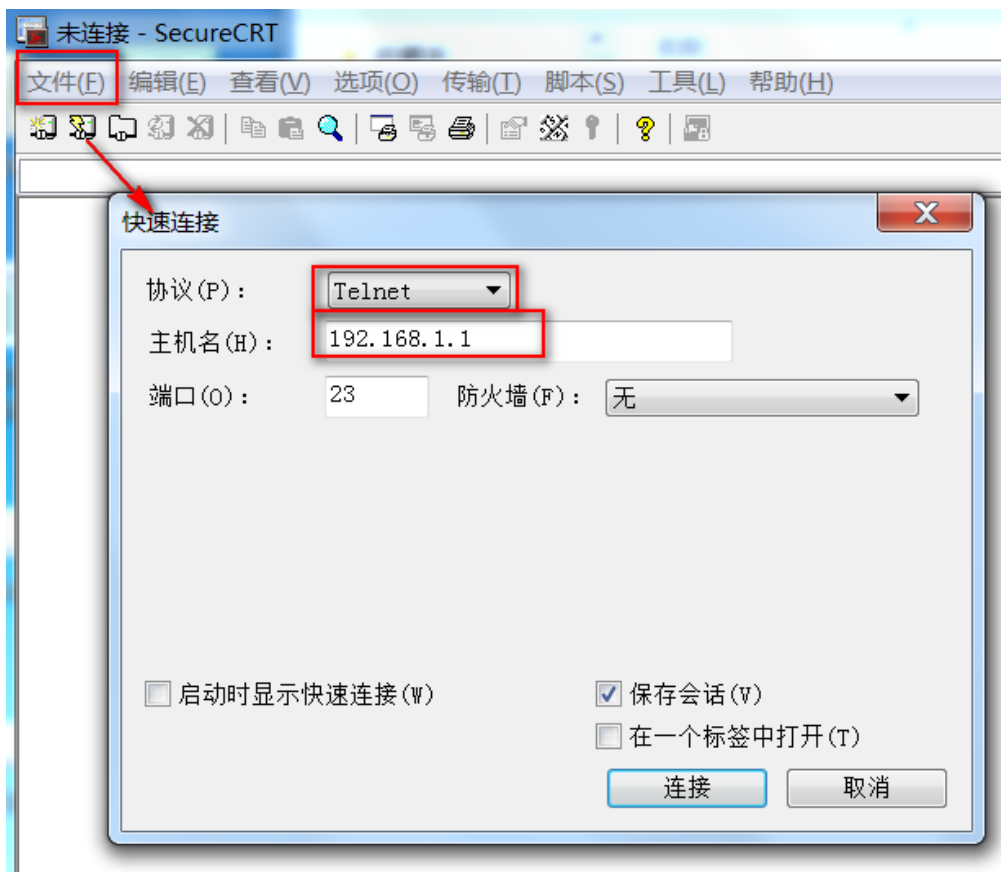 未连接 - SecureCRT
文件(F) 编辑(E) 查看(V) 选项(O) 传输(T) 脚本(S) 工具(L) 帮助(H)
快速连接
协议(P): Telnet
主机名(H): 192.168.1.1
端口(O): 23 防火墙(F): 无
启动时显示快速连接(W) 保存会话(V)
在一个标签中打开(T)
连接 取消